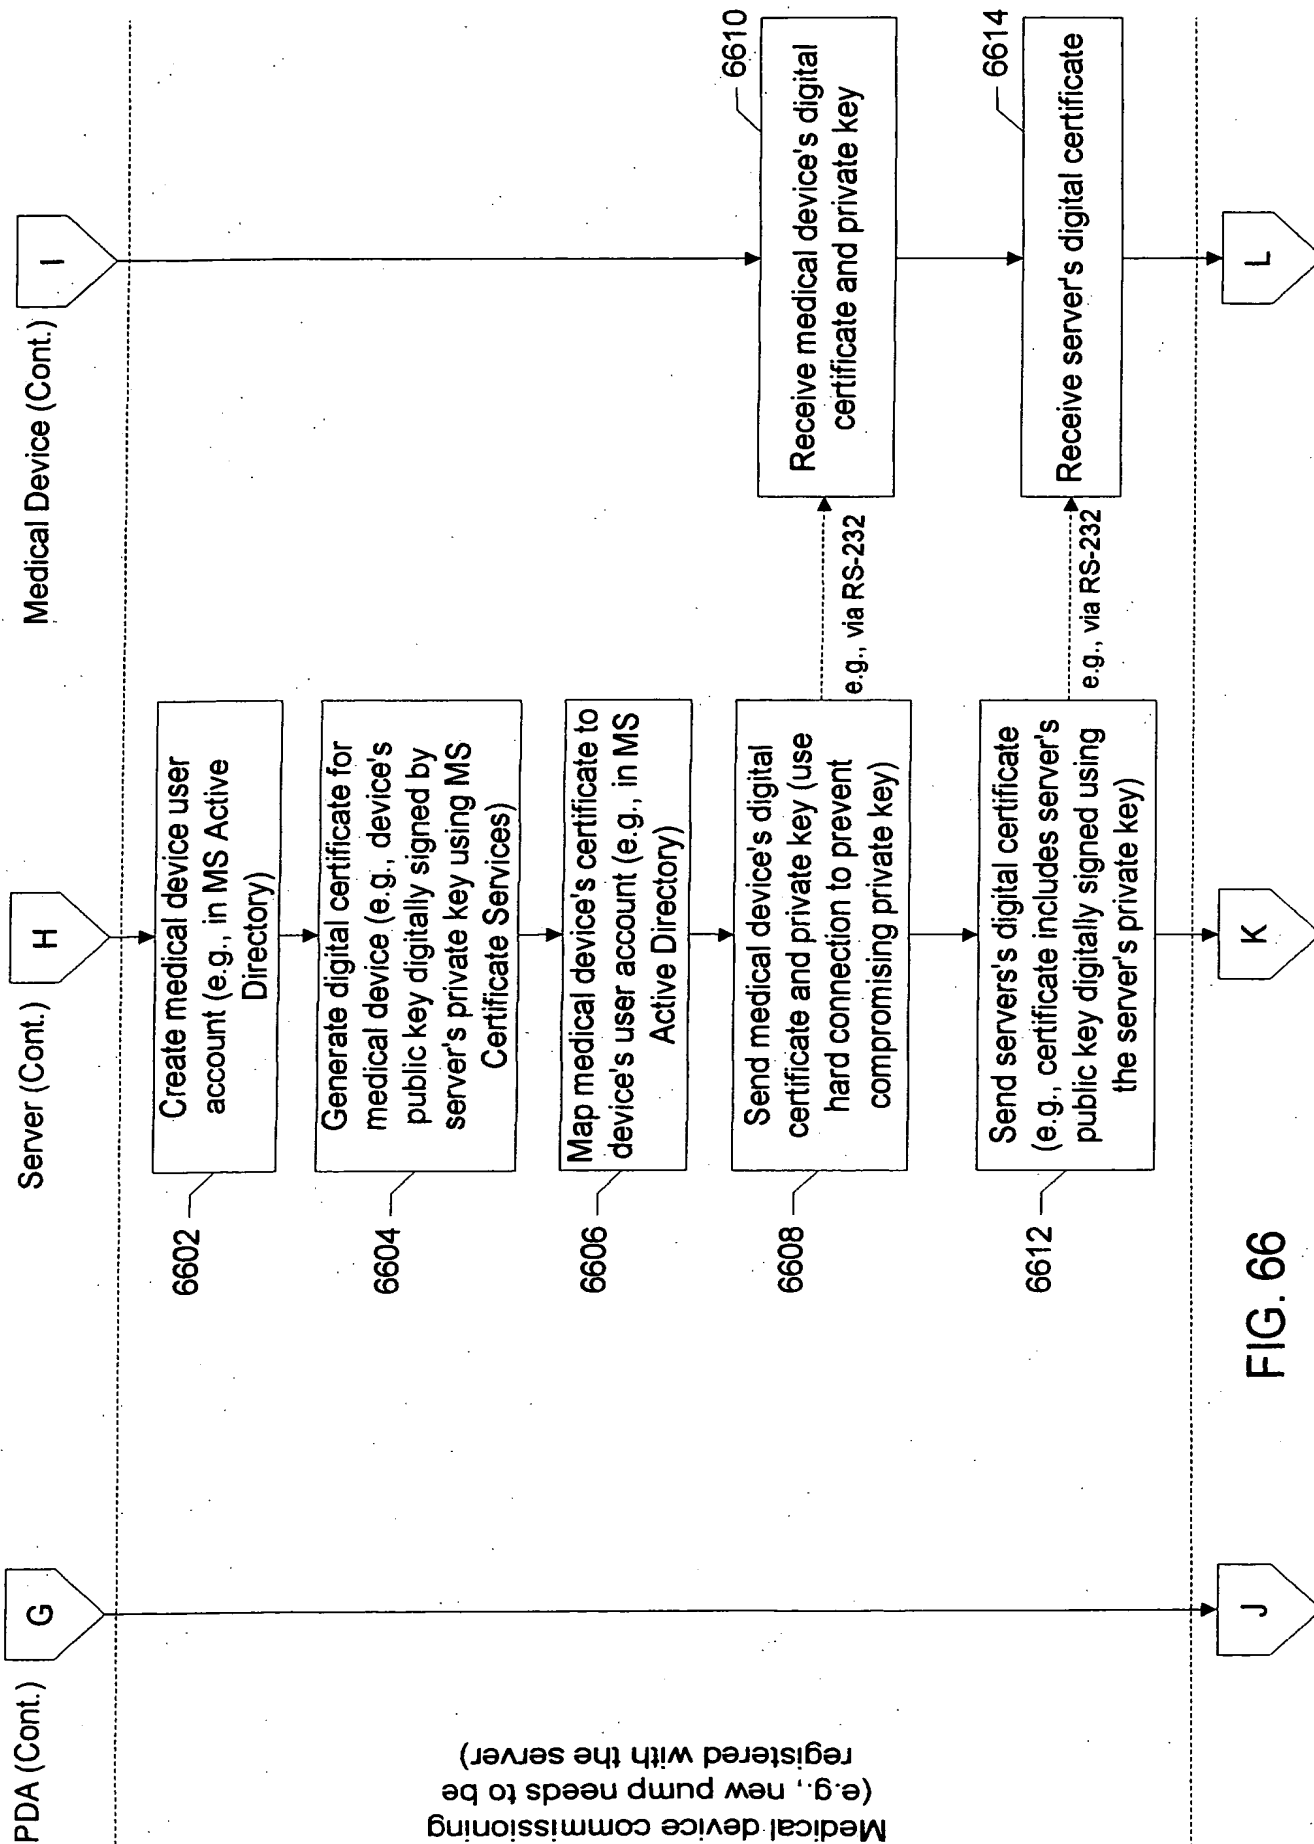 PDA (Cont.)
Server (Cont.)
Medical Device (Cont.)
G
H
I
Medical device commissioning
(e.g., new pump needs to be
registered with the server)
6602
Create medical device user
account (e.g., in MS Active
Directory)
6604
Generate digital certificate for
medical device (e.g., device's
public key digitally signed by
server's private key using MS
Certificate Services)
6606
Map medical device's certificate to
device's user account (e.g., in MS
Active Directory)
6608
Send medical device's digital
certificate and private key (use
hard connection to prevent
compromising private key)
e.g., via RS-232
6610
Receive medical device's digital
certificate and private key
6612
Send servers's digital certificate
(e.g., certificate includes server's
public key digitally signed using
the server's private key)
e.g., via RS-232
6614
Receive server's digital certificate
J
K
L
FIG. 66